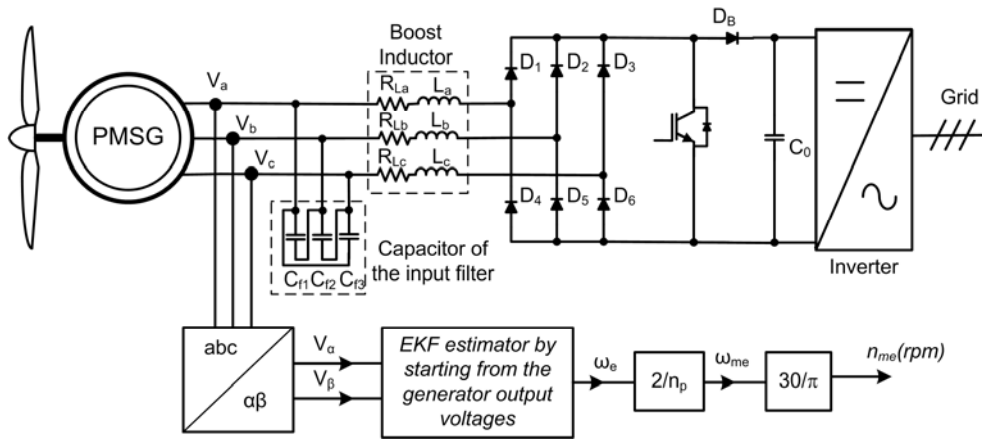 PMSG
V_a
V_b
V_c
Boost
Inductor
R_La L_a
R_Lb L_b
R_Lc L_c
D_1 D_2 D_3
D_4 D_5 D_6
D_B
C_0
Grid
Inverter
C_f1 C_f2 C_f3
Capacitor of
the input filter
abc
αβ
V_α
V_β
EKF estimator by
starting from the
generator output
voltages
ω_e
2/n_p
ω_me
30/π
n_me(rpm)